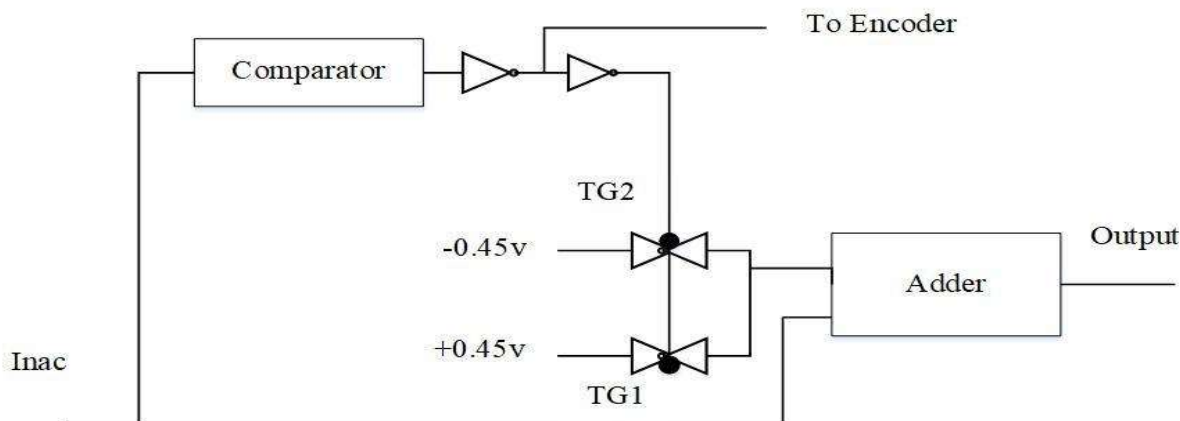 To Encoder
Comparator
TG2
-0.45v
Output
Adder
+0.45v
Inac
TG1